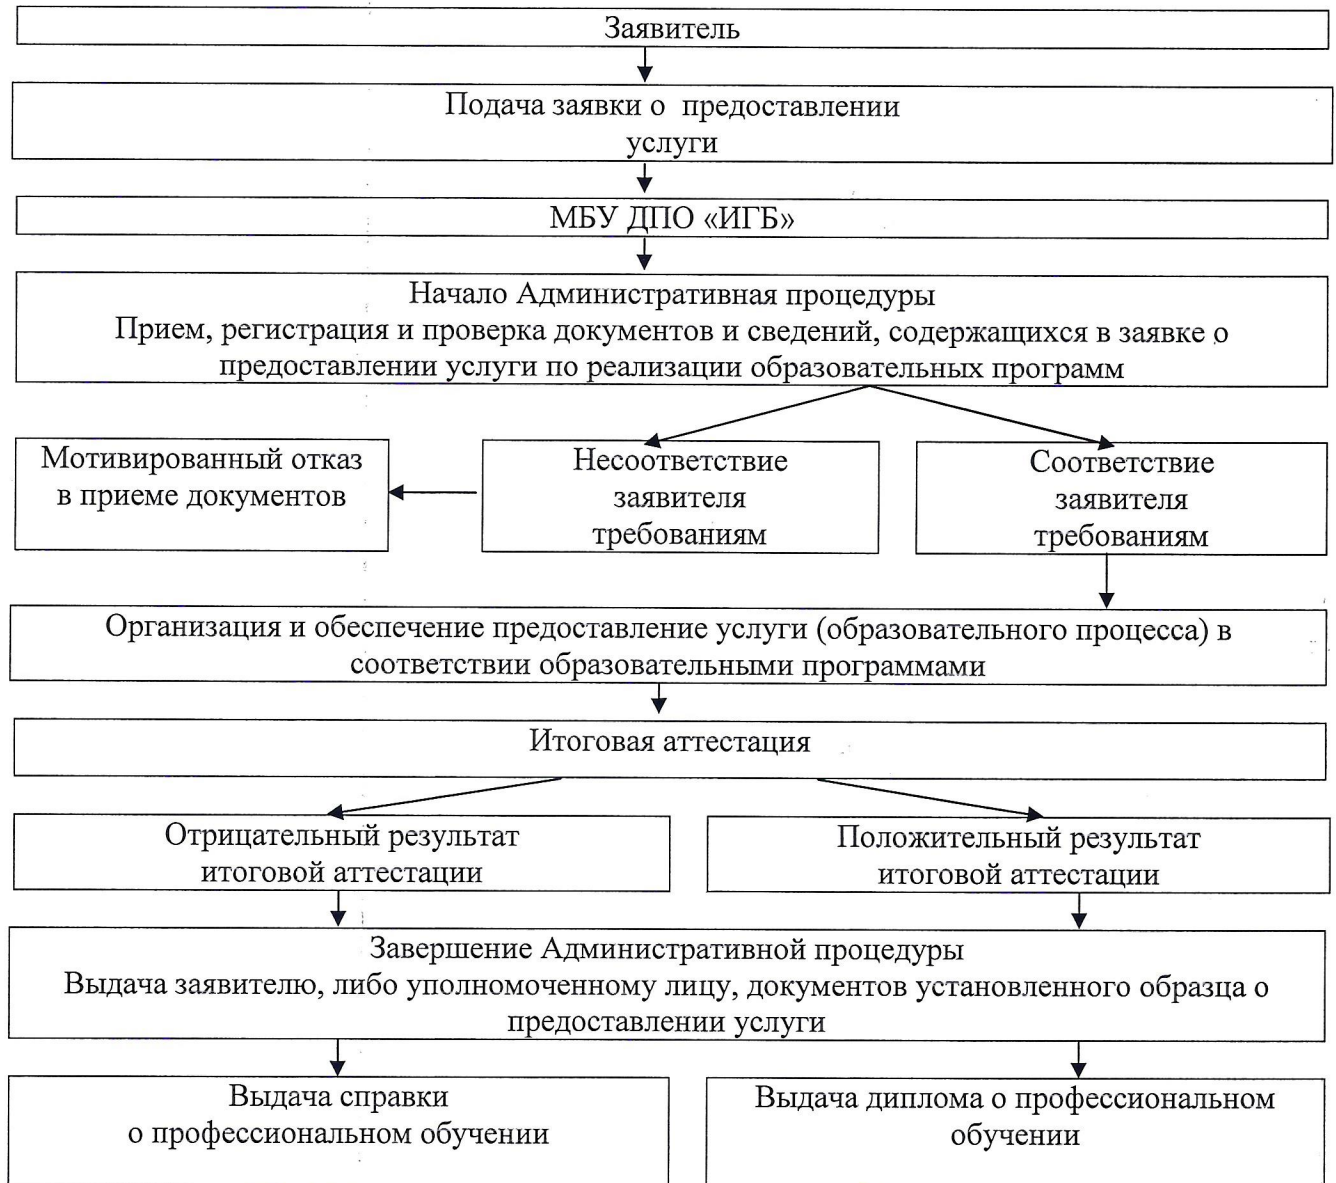 Заявитель
Подача заявки о предоставлении
услуги
МБУ ДПО «ИГБ»
Начало Административная процедуры
Прием, регистрация и проверка документов и сведений, содержащихся в заявке о
предоставлении услуги по реализации образовательных программ
Мотивированный отказ
в приеме документов
Несоответствие
заявителя
требованиям
Соответствие
заявителя
требованиям
Организация и обеспечение предоставление услуги (образовательного процесса) в
соответствии образовательными программами
Итоговая аттестация
Отрицательный результат
итоговой аттестации
Положительный результат
итоговой аттестации
Завершение Административной процедуры
Выдача заявителю, либо уполномоченному лицу, документов установленного образца о
предоставлении услуги
Выдача справки
о профессиональном обучении
Выдача диплома о профессиональном
обучении